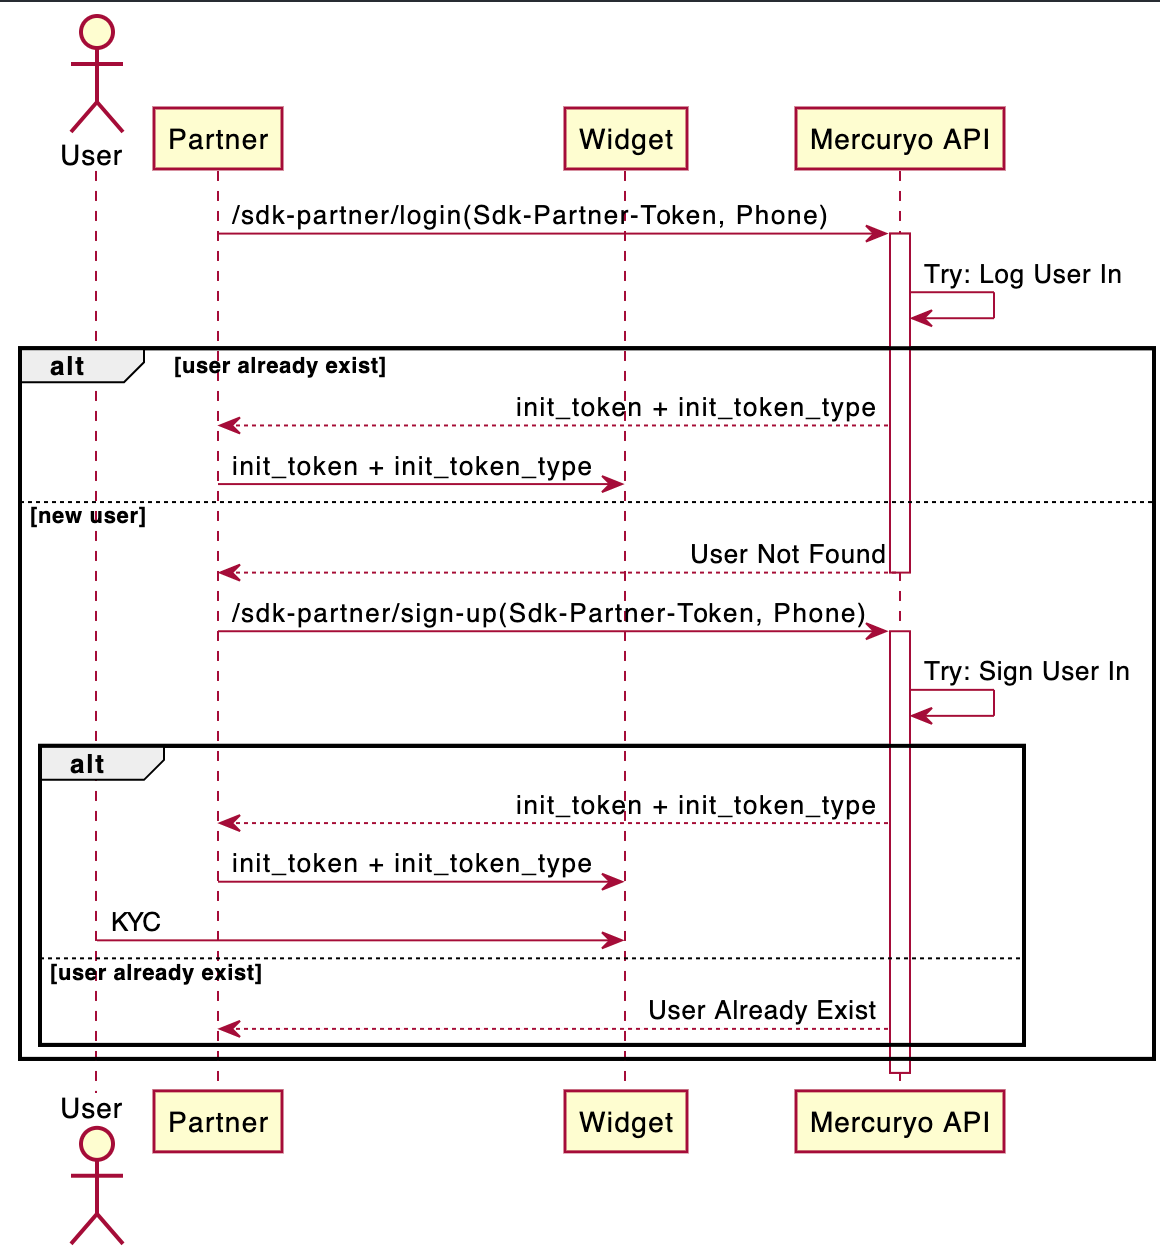 User
Partner
Widget
Mercuryo API
/sdk-partner/login(Sdk-Partner-Token, Phone)
Try: Log User In
alt
[user already exist]
init_token + init_token_type
init_token + init_token_type
[new user]
User Not Found
/sdk-partner/sign-up(Sdk-Partner-Token, Phone)
Try: Sign User In
alt
init_token + init_token_type
init_token + init_token_type
KYC
[user already exist]
User Already Exist
User
Partner
Widget
Mercuryo API